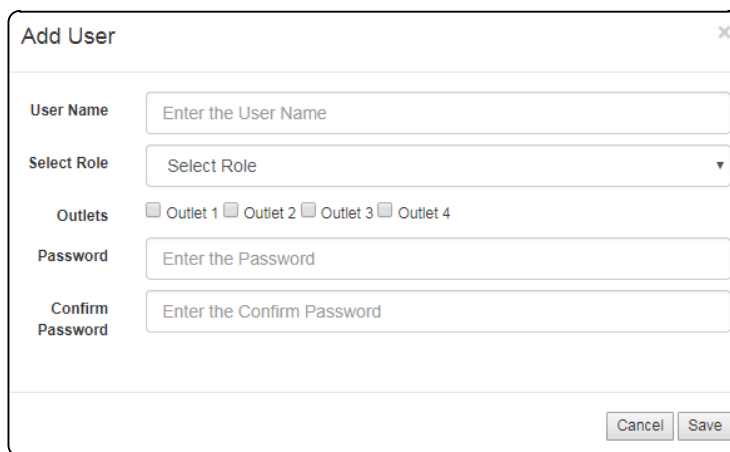 Add User ×
User Name Enter the User Name
Select Role Select Role
Outlets Outlet 1 Outlet 2 Outlet 3 Outlet 4
Password Enter the Password
Confirm Password Enter the Confirm Password
Cancel Save